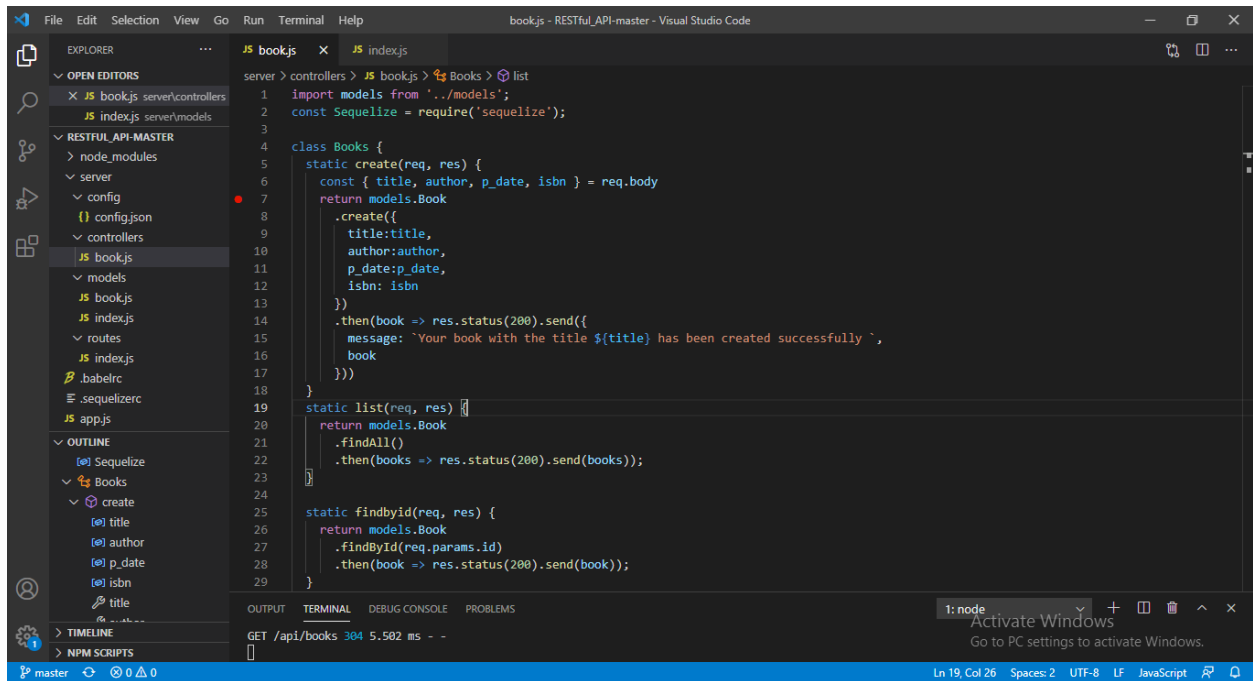 File Edit Selection View Go Run Terminal Help book.js - RESTful_API-master - Visual Studio Code
EXPLORER ...
JS book.js JS index.js
OPEN EDITORS
JS book.js server\controllers
JS index.js server\models
RESTFUL_API-MASTER
node_modules
server
config
{} config.json
controllers
JS book.js
models
JS book.js
JS index.js
routes
JS index.js
.babelrc
.sequelizerc
JS app.js
OUTLINE
Sequelize
Books
create
title
author
p_date
isbn
title
TIMELINE
NPM SCRIPTS
server > controllers > JS book.js > Books > list
1 import models from '../models';
2 const Sequelize = require('sequelize');
3
4 class Books {
5 static create(req, res) {
6 const { title, author, p_date, isbn } = req.body
7 return models.Book
8 .create({
9 title:title,
10 author:author,
11 p_date:p_date,
12 isbn: isbn
13 })
14 .then(book => res.status(200).send({
15 message: `Your book with the title ${title} has been created successfully `,
16 book
17 }))
18 }
19 static list(req, res) {
20 return models.Book
21 .findAll()
22 .then(books => res.status(200).send(books));
23 }
24
25 static findbyid(req, res) {
26 return models.Book
27 .findById(req.params.id)
28 .then(book => res.status(200).send(book));
29 }
OUTPUT TERMINAL DEBUG CONSOLE PROBLEMS 1: node
GET /api/books 304 5.502 ms - -
Activate Windows
Go to PC settings to activate Windows.
1
master 0 0 Ln 19, Col 26 Spaces: 2 UTF-8 LF JavaScript